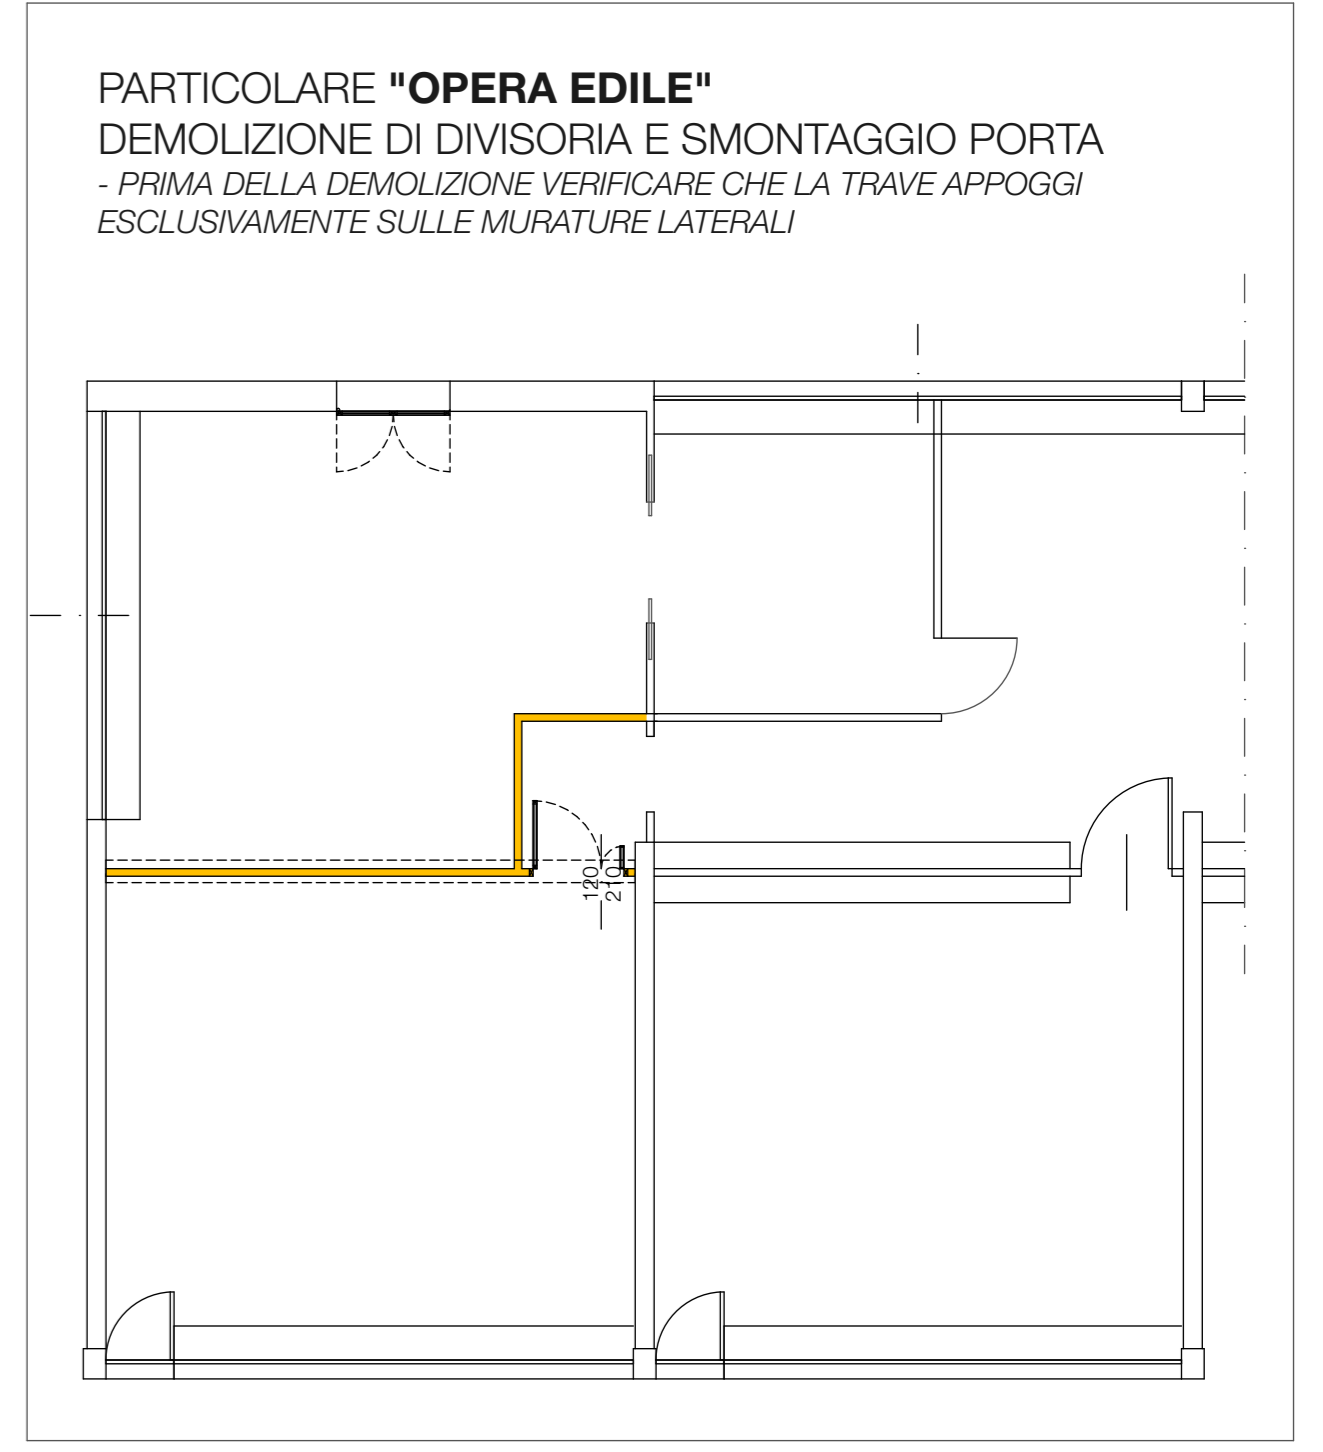 PARTICOLARE "OPERA EDILE"
DEMOLIZIONE DI DIVISORIA E SMONTAGGIO PORTA
- PRIMA DELLA DEMOLIZIONE VERIFICARE CHE LA TRAVE APPOGGI
ESCLUSIVAMENTE SULLE MURATURE LATERALI
120
210